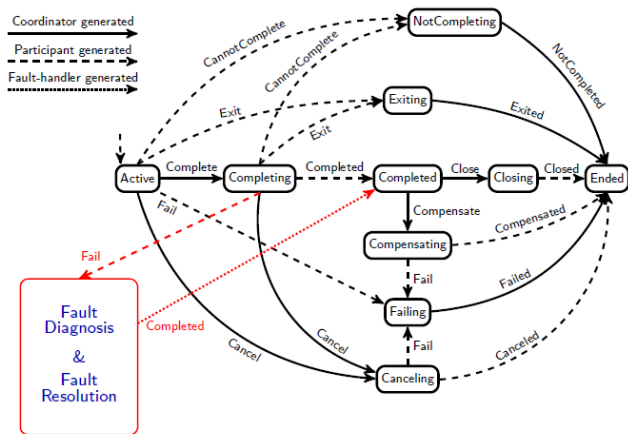 Coordinator generated
Participant generated
Fault-handler generated
NotCompleting
CannotComplete
CannotComplete
NotCompleted
Exiting
Exit
Exit
Exited
Active
Complete
Completing
Completed
Completed
Close
Closing
Closed
Ended
Fail
Compensate
Compensating
Compensated
Fail
Fail
Failing
Failed
Fault
Diagnosis
&
Fault
Resolution
Completed
Cancel
Cancel
Fail
Canceling
Canceled